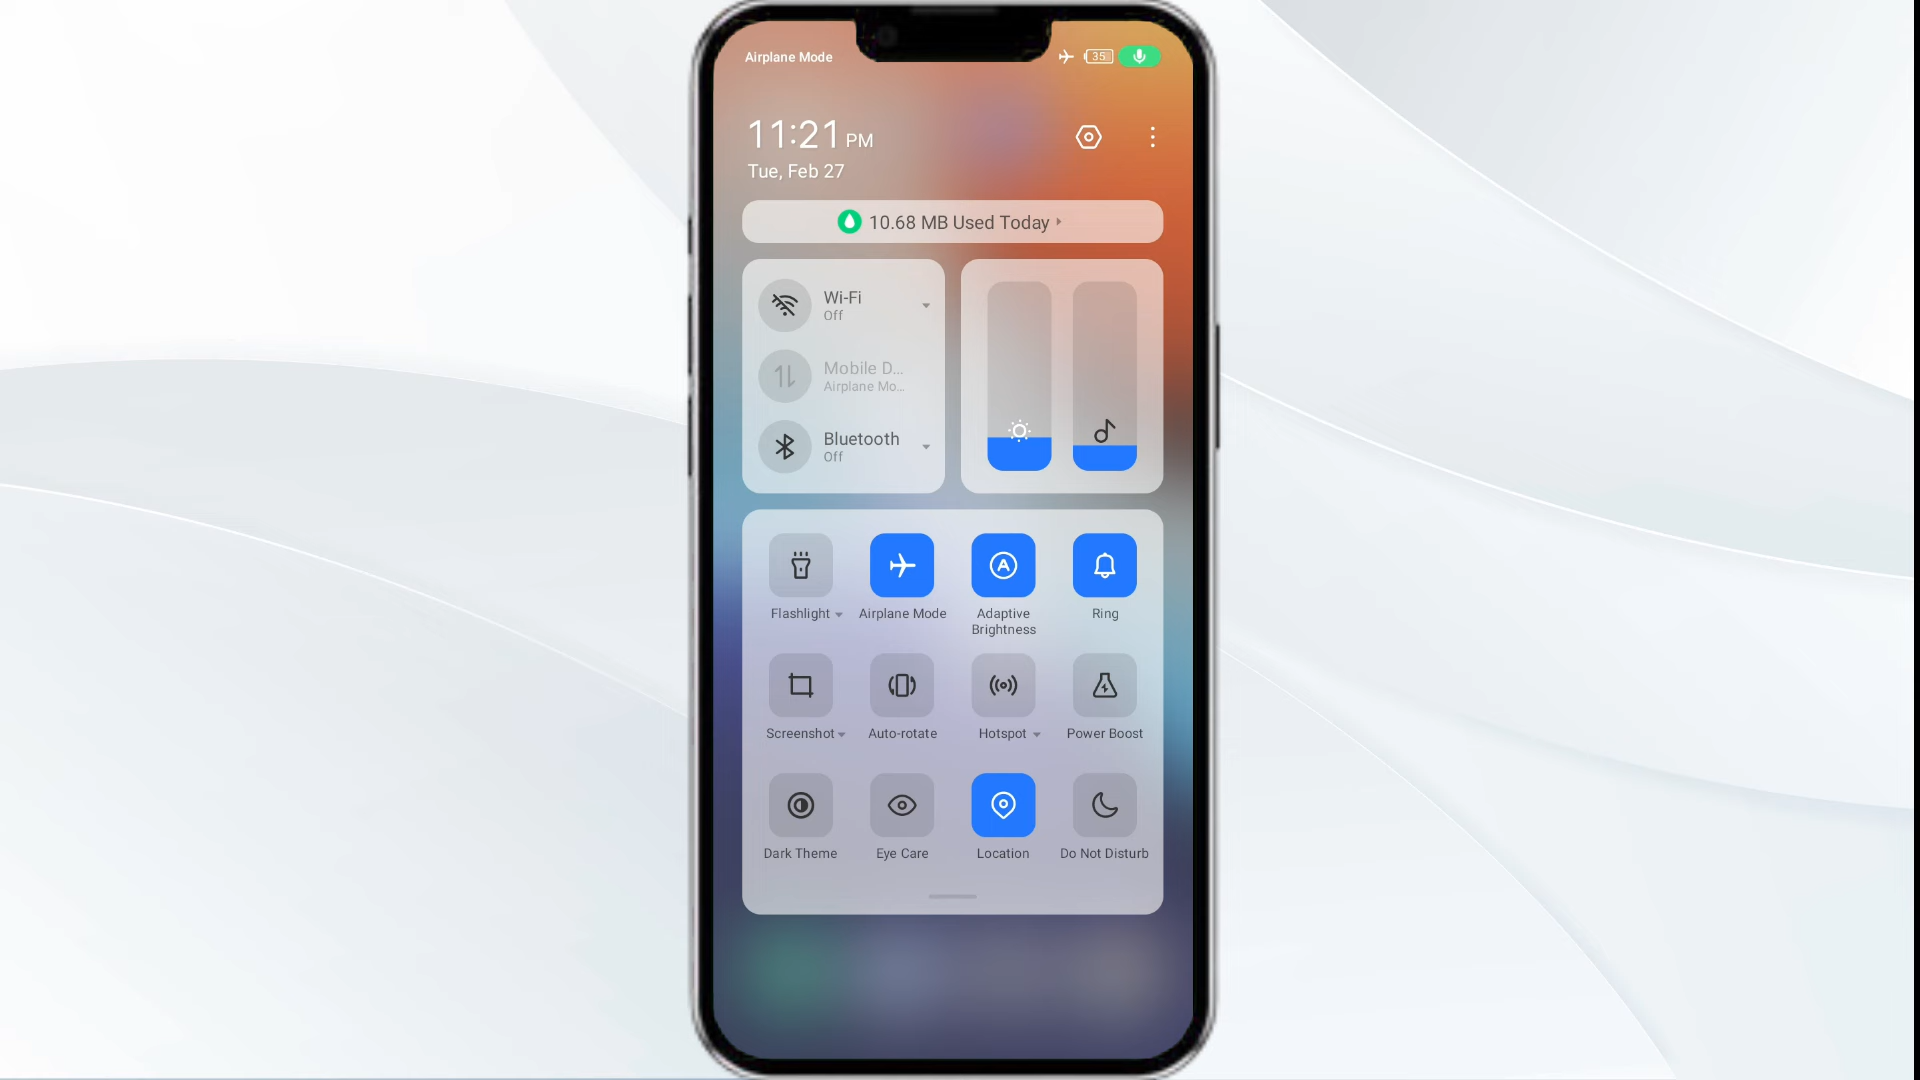 Airplane Mode
35
11:21 PM
Tue, Feb 27
10.68 MB Used Today
Wi-Fi
Off
Mobile D...
Airplane Mo...
Bluetooth
Off
Flashlight
Airplane Mode
Adaptive
Brightness
Ring
Screenshot
Auto-rotate
Hotspot
Power Boost
Dark Theme
Eye Care
Location
Do Not Disturb